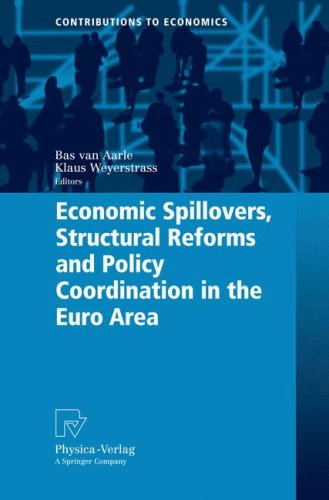 CONTRIBUTIONS TO ECONOMICS
Bas van Aarle
Klaus Weyerstrass
Editors
Economic Spillovers,
Structural Reforms
and Policy
Coordination in the
Euro Area
Physica-Verlag
A Springer Company